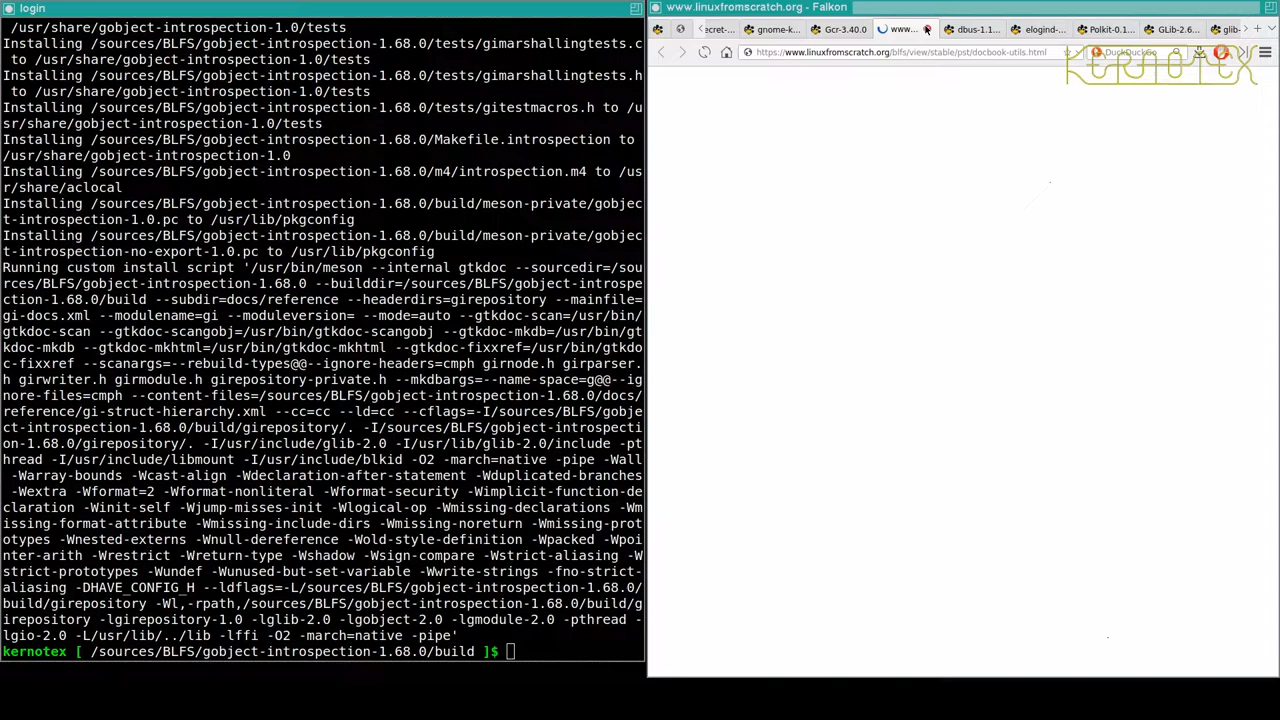 login
/usr/share/gobject-introspection-1.0/tests
Installing /sources/BLFS/gobject-introspection-1.68.0/tests/gimarshallingtests.c
 to /usr/share/gobject-introspection-1.0/tests
Installing /sources/BLFS/gobject-introspection-1.68.0/tests/gimarshallingtests.h
 to /usr/share/gobject-introspection-1.0/tests
Installing /sources/BLFS/gobject-introspection-1.68.0/tests/gitestmacros.h to /u
sr/share/gobject-introspection-1.0/tests
Installing /sources/BLFS/gobject-introspection-1.68.0/Makefile.introspection to
/usr/share/gobject-introspection-1.0
Installing /sources/BLFS/gobject-introspection-1.68.0/m4/introspection.m4 to /us
r/share/aclocal
Installing /sources/BLFS/gobject-introspection-1.68.0/build/meson-private/gobjec
t-introspection-1.0.pc to /usr/lib/pkgconfig
Installing /sources/BLFS/gobject-introspection-1.68.0/build/meson-private/gobjec
t-introspection-no-export-1.0.pc to /usr/lib/pkgconfig
Running custom install script '/usr/bin/meson --internal gtkdoc --sourcedir=/sou
rces/BLFS/gobject-introspection-1.68.0 --builddir=/sources/BLFS/gobject-introspe
ction-1.68.0/build --subdir=docs/reference --headerdirs=girepository --mainfile=
gi-docs.xml --modulename=gi --moduleversion= --mode=auto --gtkdoc-scan=/usr/bin/
gtkdoc-scan --gtkdoc-scangobj=/usr/bin/gtkdoc-scangobj --gtkdoc-mkdb=/usr/bin/gt
kdoc-mkdb --gtkdoc-mkhtml=/usr/bin/gtkdoc-mkhtml --gtkdoc-fixxref=/usr/bin/gtkdo
c-fixxref --scanargs=--rebuild-types@@--ignore-headers=cmph girnode.h girparser.
h girwriter.h girmodule.h girepository-private.h --mkdbargs=--name-space=g@@--ig
nore-files=cmph --content-files=/sources/BLFS/gobject-introspection-1.68.0/docs/
reference/gi-struct-hierarchy.xml --cc=cc --ld=cc --cflags=-I/sources/BLFS/gobje
ct-introspection-1.68.0/build/girepository/. -I/sources/BLFS/gobject-introspecti
on-1.68.0/girepository/. -I/usr/include/glib-2.0 -I/usr/lib/glib-2.0/include -pt
hread -I/usr/include/libmount -I/usr/include/blkid -O2 -march=native -pipe -Wall
 -Warray-bounds -Wcast-align -Wdeclaration-after-statement -Wduplicated-branches
 -Wextra -Wformat=2 -Wformat-nonliteral -Wformat-security -Wimplicit-function-de
claration -Winit-self -Wjump-misses-init -Wlogical-op -Wmissing-declarations -Wm
issing-format-attribute -Wmissing-include-dirs -Wmissing-noreturn -Wmissing-prot
otypes -Wnested-externs -Wnull-dereference -Wold-style-definition -Wpacked -Wpoi
nter-arith -Wrestrict -Wreturn-type -Wshadow -Wsign-compare -Wstrict-aliasing -W
strict-prototypes -Wundef -Wunused-but-set-variable -Wwrite-strings -fno-strict-
aliasing -DHAVE_CONFIG_H --ldflags=-L/sources/BLFS/gobject-introspection-1.68.0/
build/girepository -Wl,-rpath,/sources/BLFS/gobject-introspection-1.68.0/build/g
irepository -lgirepository-1.0 -lglib-2.0 -lgobject-2.0 -lgmodule-2.0 -pthread -
lgio-2.0 -L/usr/lib/../lib -lffi -O2 -march=native -pipe'
kernotex [ /sources/BLFS/gobject-introspection-1.68.0/build ]$
www.linuxfromscratch.org - Falkon
ecret-... gnome-k... Gcr-3.40.0 www... dbus-1.1... elogind-... Polkit-0.1... GLib-2.6... glib-
https://www.linuxfromscratch.org/blfs/view/stable/pst/docbook-utils.html DuckDuckGo
KERNOTEX